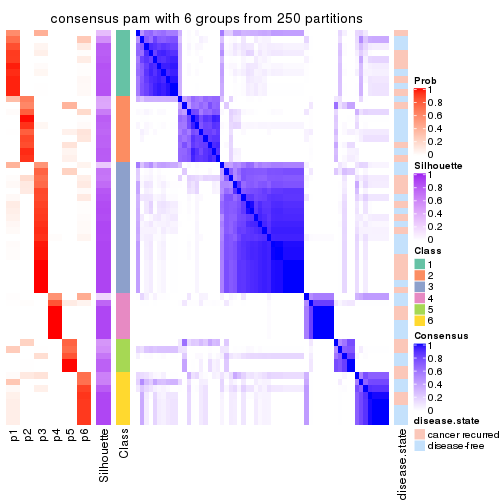 consensus pam with 6 groups from 250 partitions
Prob
1
0.8
0.6
0.4
0.2
0
Silhouette
1
0.8
0.6
0.4
0.2
0
Class
1
2
3
4
5
6
Consensus
1
0.8
0.6
0.4
0.2
0
disease.state
cancer recurred
disease-free
p1
p2
p3
p4
p5
p6
Silhouette
Class
disease.state